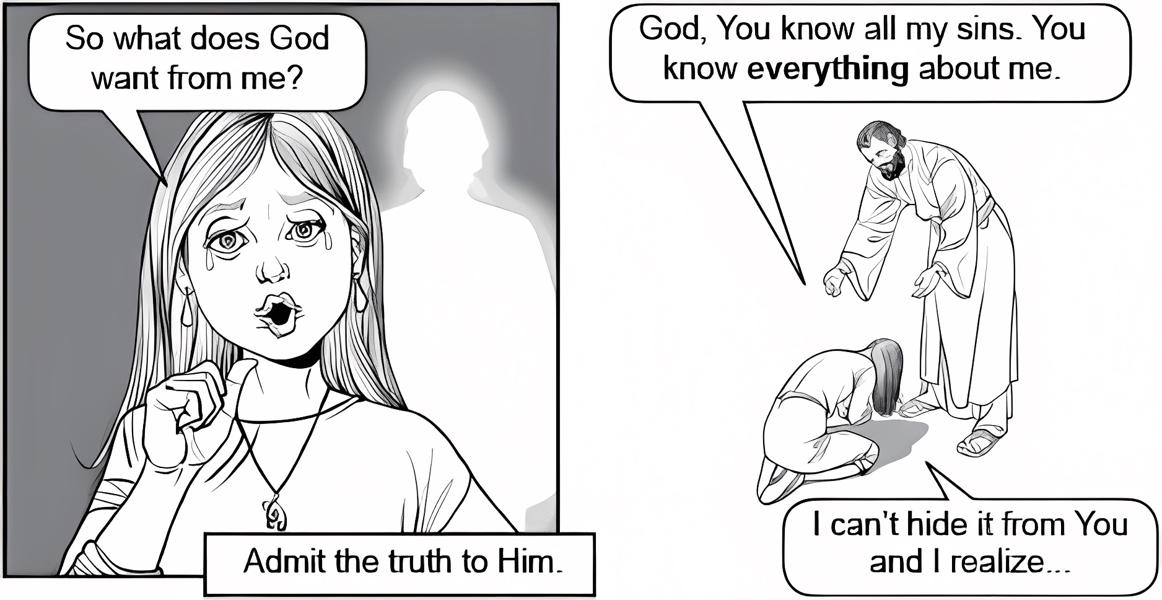 So what does God
want from me?
Admit the truth to Him.
God, You know all my sins. You
know everything about me.
I can't hide it from You
and I realize...